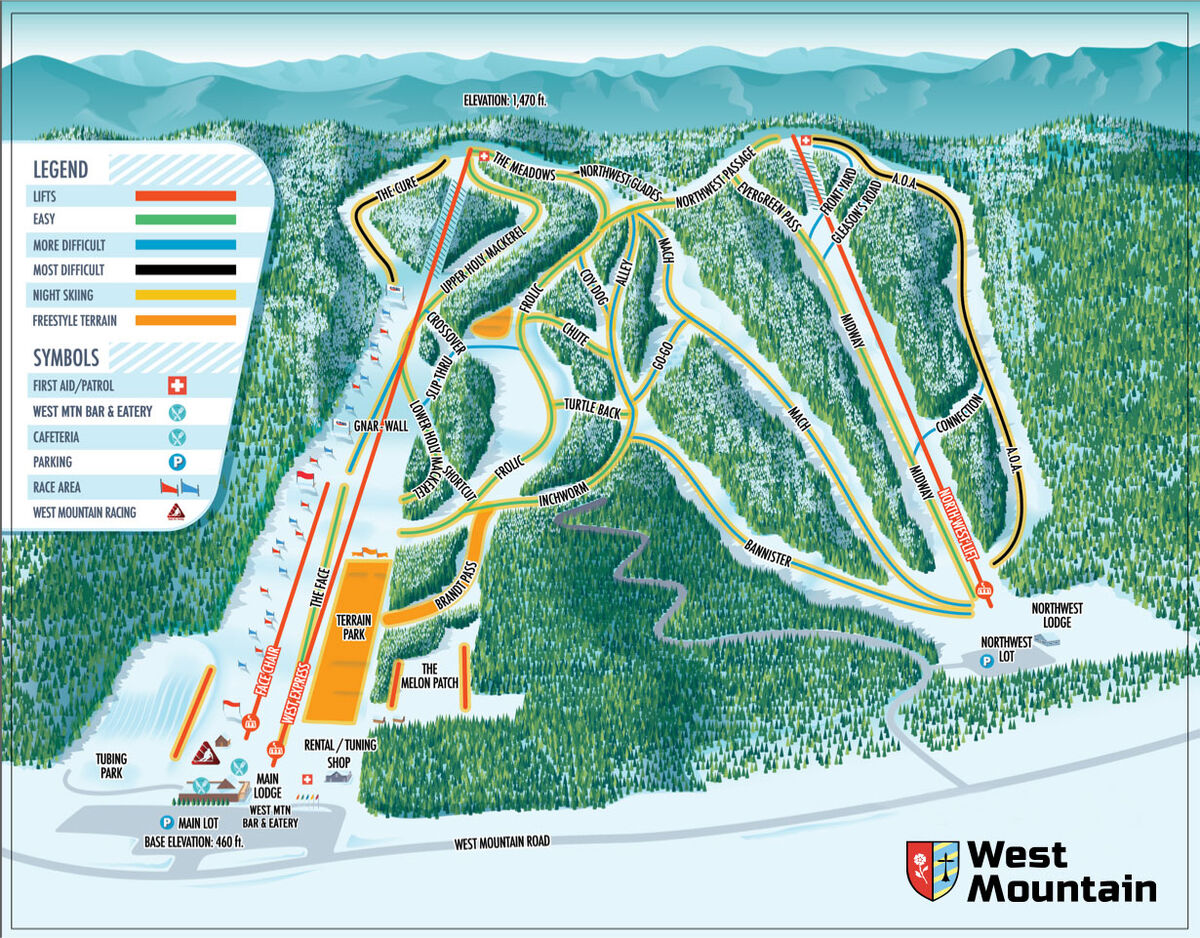 ELEVATION: 1,470 ft.
LEGEND
LIFTS
EASY
MORE DIFFICULT
MOST DIFFICULT
NIGHT SKIING
FREESTYLE TERRAIN
SYMBOLS
FIRST AID/PATROL
WEST MTN BAR & EATERY
CAFETERIA
PARKING
P
RACE AREA
WEST MOUNTAIN RACING
THE CURE
THE MEADOWS
NORTHWEST GLADES
NORTHWEST PASSAGE
EVERGREEN PASS
FRONT YARD
GLEASON'S ROAD
A.O.A.
UPPER HOLY MACKEREL
FROLIC
COY DOG
ALLEY
MACH
CROSSOVER
CHUTE
GO-GO
MIDWAY
SLIP-THRU
TURTLE BACK
MACH
CONNECTION
GNAR-WALL
LOWER HOLY MACKEREL
SHORTCUT
FROLIC
INCHWORM
MIDWAY
A.O.A.
NORTHWEST LIFT
BANNISTER
THE FACE
BRANDT PASS
TERRAIN
PARK
THE
MELON PATCH
NORTHWEST
LODGE
NORTHWEST
LOT
P
FACE CHAIR
WEST EXPRESS
RENTAL / TUNING
SHOP
TUBING
PARK
MAIN
LODGE
WEST MTN
BAR & EATERY
P
MAIN LOT
BASE ELEVATION: 460 ft.
WEST MOUNTAIN ROAD
West
Mountain